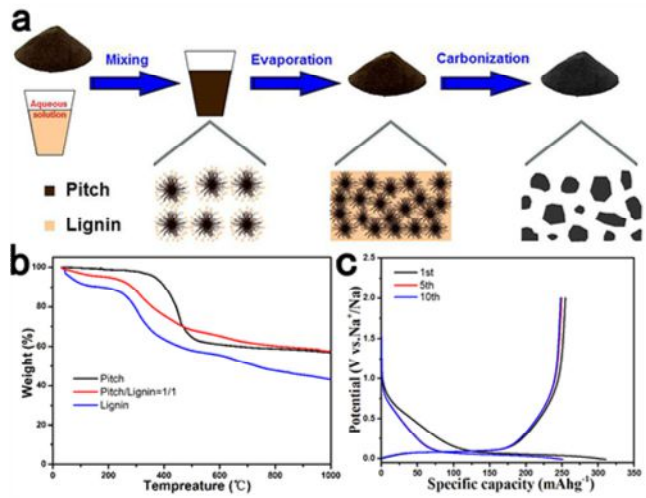 a
Mixing
Evaporation
Carbonization
Aqueous
solution
Pitch
Lignin
b
100
80
60
40
20
0
0
200
400
600
800
1000
Weight (%)
Tempreature (℃)
Pitch
Pitch/Lignin=1/1
Lignin
c
2.5
2.0
1.5
1.0
0.5
0.0
0
50
100
150
200
250
300
350
Potential (V vs.Na⁺/Na)
Specific capacity (mAhg⁻¹)
1st
5th
10th